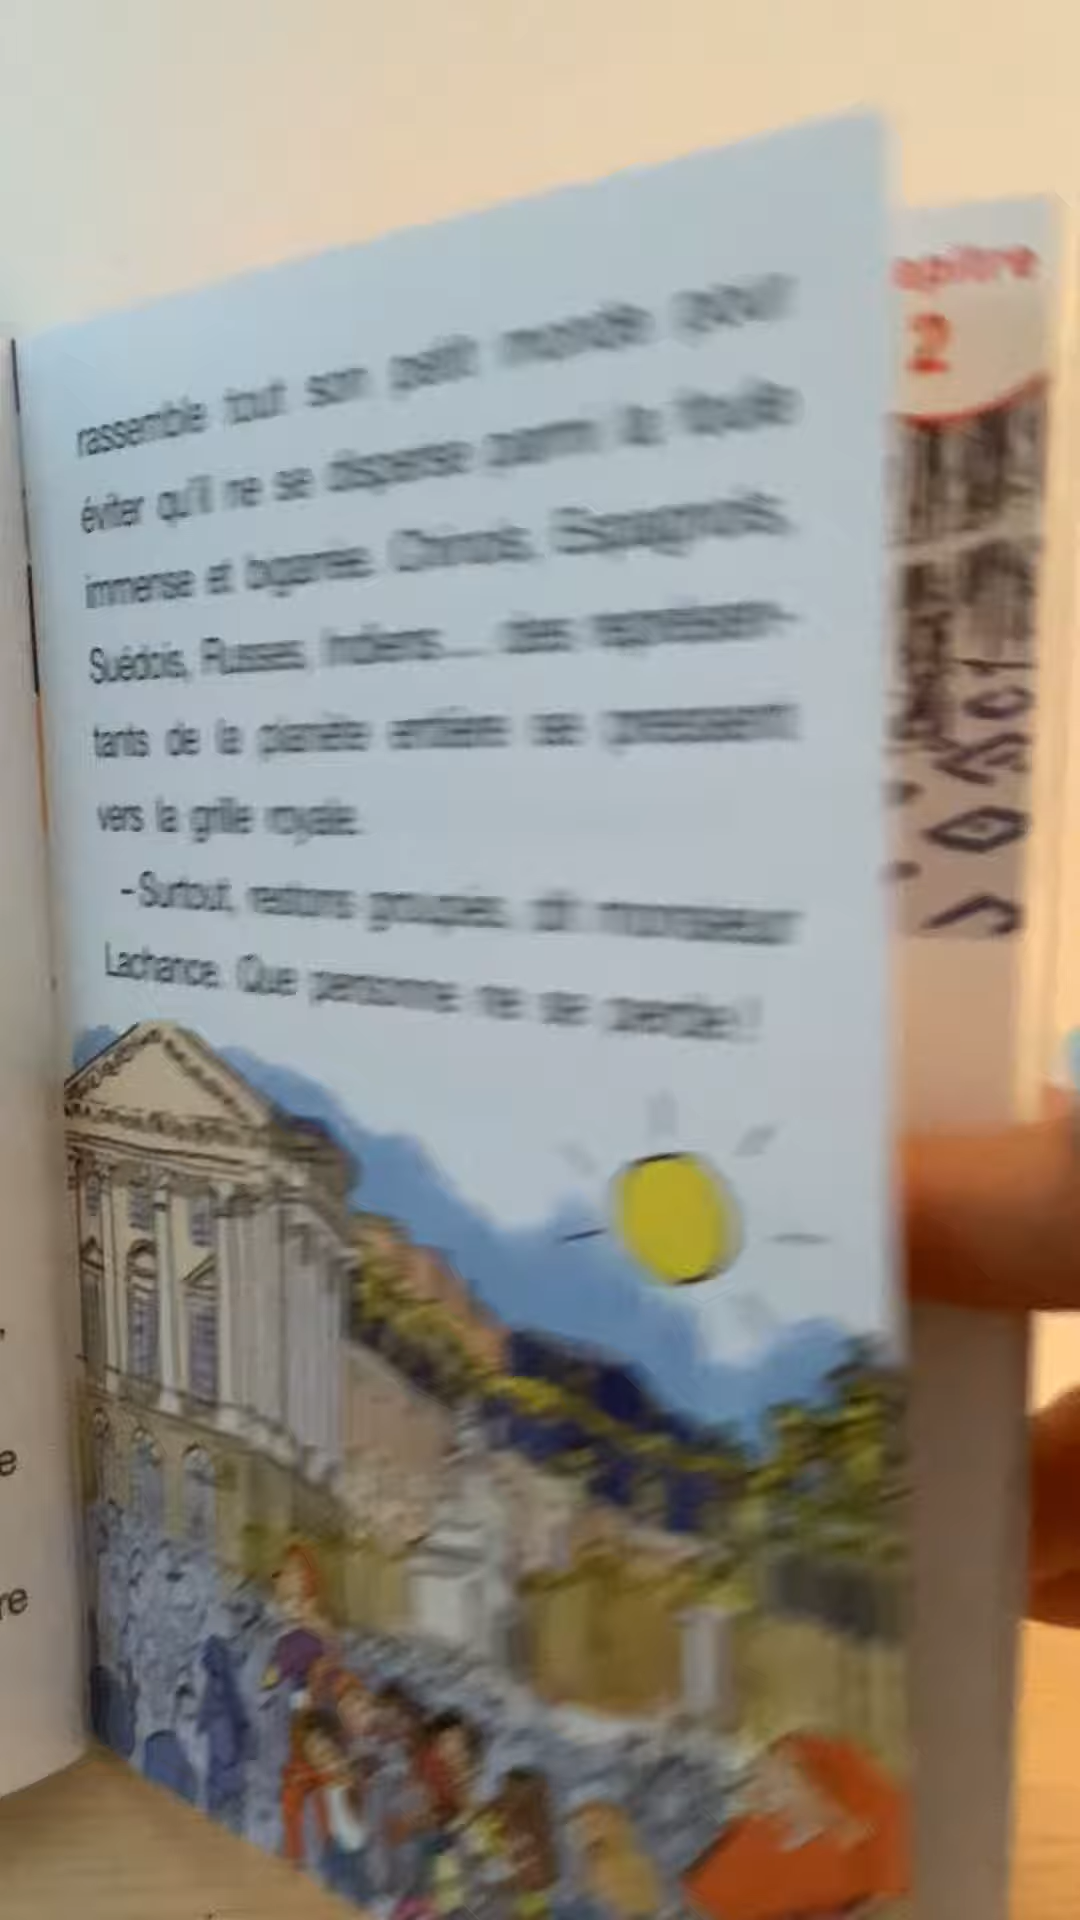 rassemble tout son petit monde pour
éviter qu'il ne se disperse parmi la foule
immense et bigarrée. Chinois, Espagnols,
Suédois, Russes, Indiens... des représen-
tants de la planète entière se pressent
vers la grille royale.
– Surtout, restons groupés, dit monsieur
Lachance. Que personne ne se perde !
apitre
2
e
re